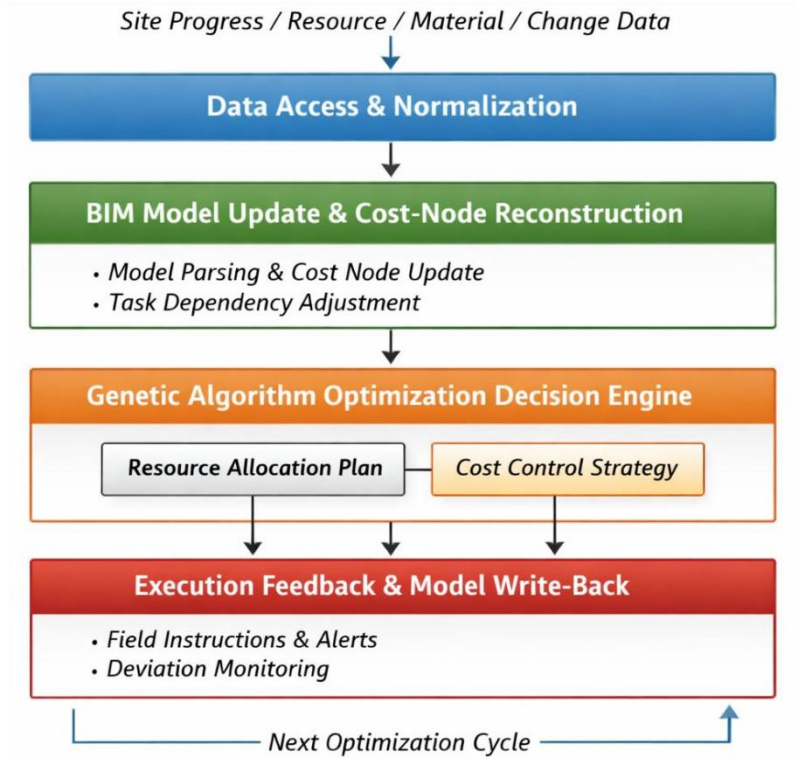 Site Progress / Resource / Material / Change Data
Data Access & Normalization
BIM Model Update & Cost-Node Reconstruction
• Model Parsing & Cost Node Update
• Task Dependency Adjustment
Genetic Algorithm Optimization Decision Engine
Resource Allocation Plan
Cost Control Strategy
Execution Feedback & Model Write-Back
• Field Instructions & Alerts
• Deviation Monitoring
Next Optimization Cycle